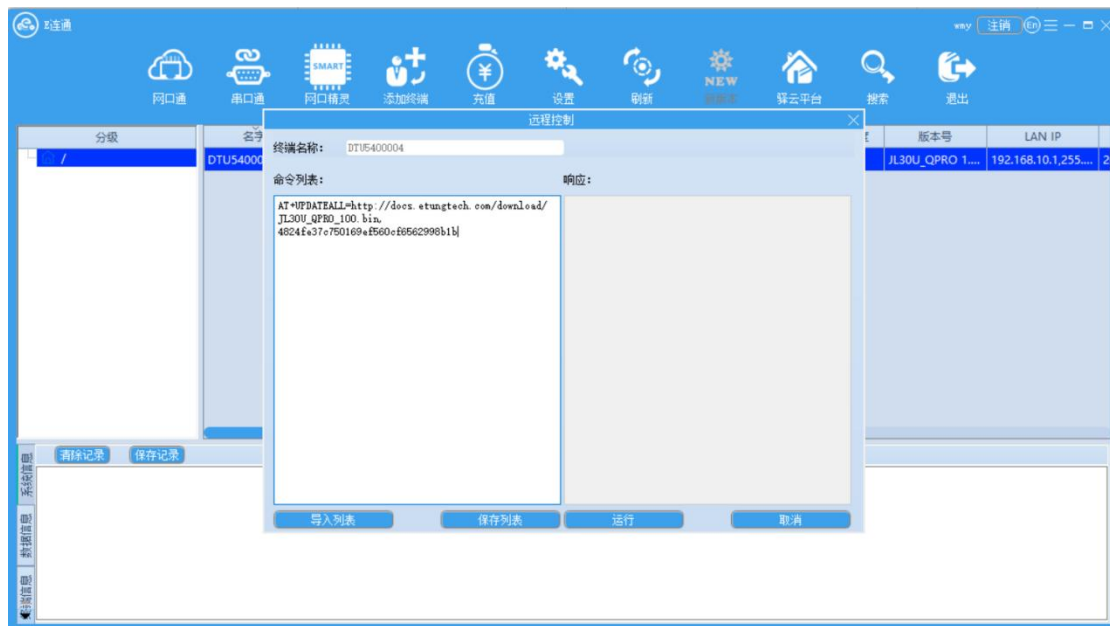 E连通
wmy 注销 En
网口通 串口通 网口精灵 添加终端 充值 设置 刷新 NEW 驿云平台 搜索 退出
SMART
远程控制
分级 名字 版本号 LAN IP
/ DTU54000 JL30U_QPRO 1.... 192.168.10.1,255.... 2
终端名称: DTU5400004
命令列表: 响应:
AT+UPDATEALL=http://docs.etungtech.com/download/
JL30U_QPRO_100.bin,
4824fe37c750169ef560cf6562998b1b
导入列表 保存列表 运行 取消
清除记录 保存记录
系统信息
数据信息